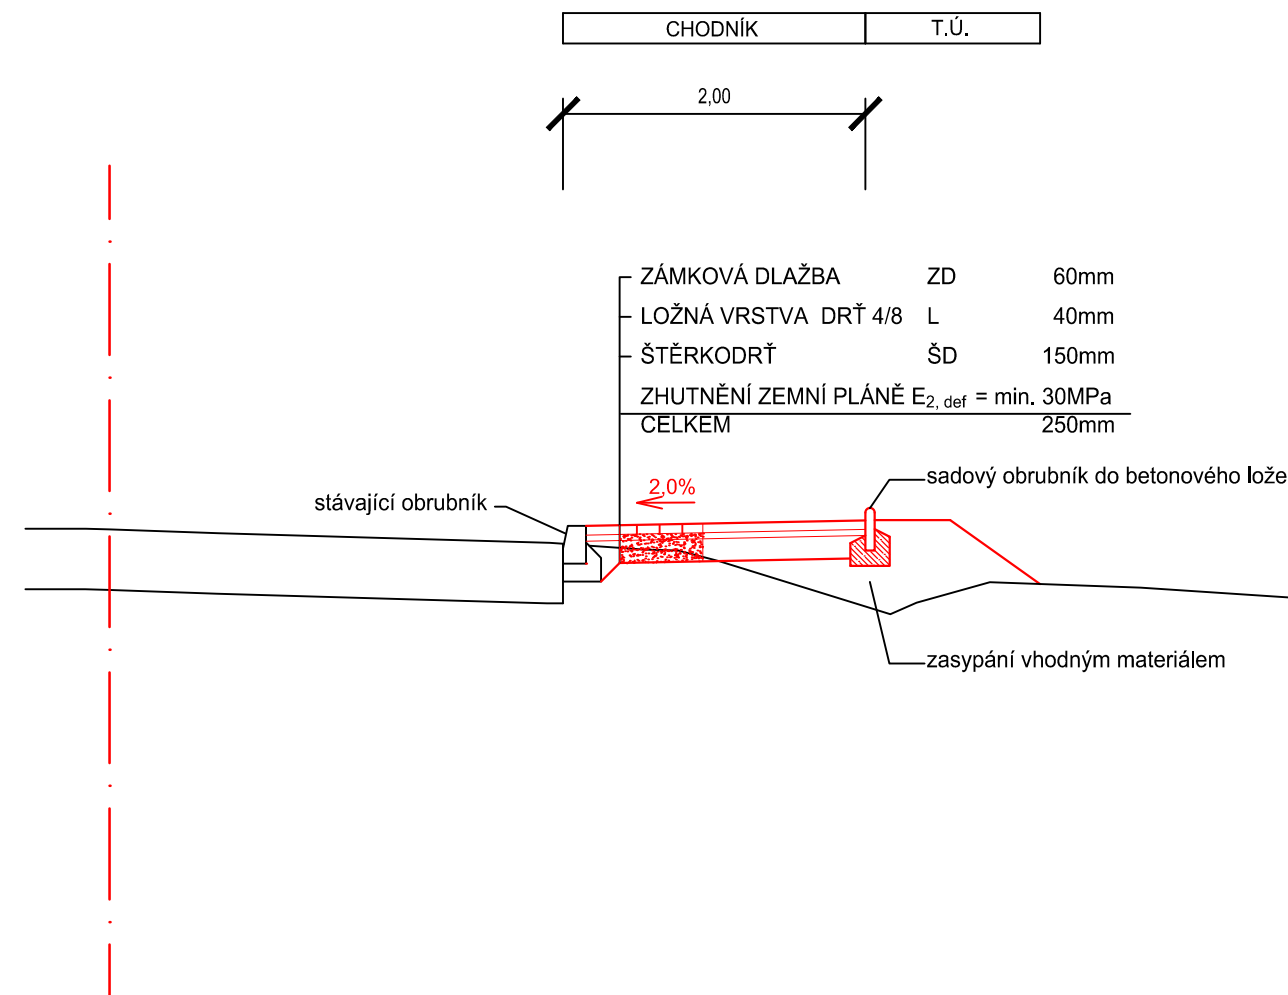 CHODNÍK T.Ú.
2,00
ZÁMKOVÁ DLAŽBA ZD 60mm
LOŽNÁ VRSTVA DRŤ 4/8 L 40mm
ŠTĚRKODRŤ ŠD 150mm
ZHUTNĚNÍ ZEMNÍ PLÁNĚ E2, def = min. 30MPa
CELKEM 250mm
sadový obrubník do betonového lože
2,0%
stávající obrubník
zasypání vhodným materiálem